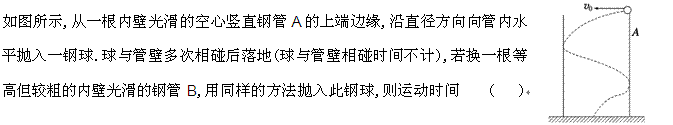 如图所示,从一根内壁光滑的空心竖直钢管 A 的上端边缘,沿直径方向向管内水
平抛入一钢球.球与管壁多次相碰后落地(球与管壁相碰时间不计),若换一根等
高但较粗的内壁光滑的钢管 B,用同样的方法抛入此钢球,则运动时间 ( )
v₀
A